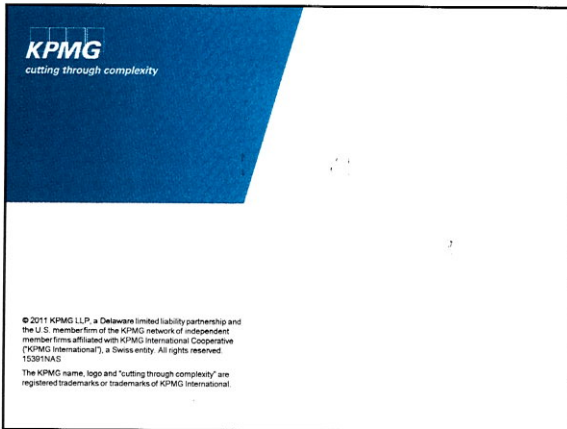 KPMG
cutting through complexity
© 2011 KPMG LLP, a Delaware limited liability partnership and
the U.S. member firm of the KPMG network of independent
member firms affiliated with KPMG International Cooperative
("KPMG International"), a Swiss entity. All rights reserved.
15391NAS
The KPMG name, logo and "cutting through complexity" are
registered trademarks or trademarks of KPMG International.